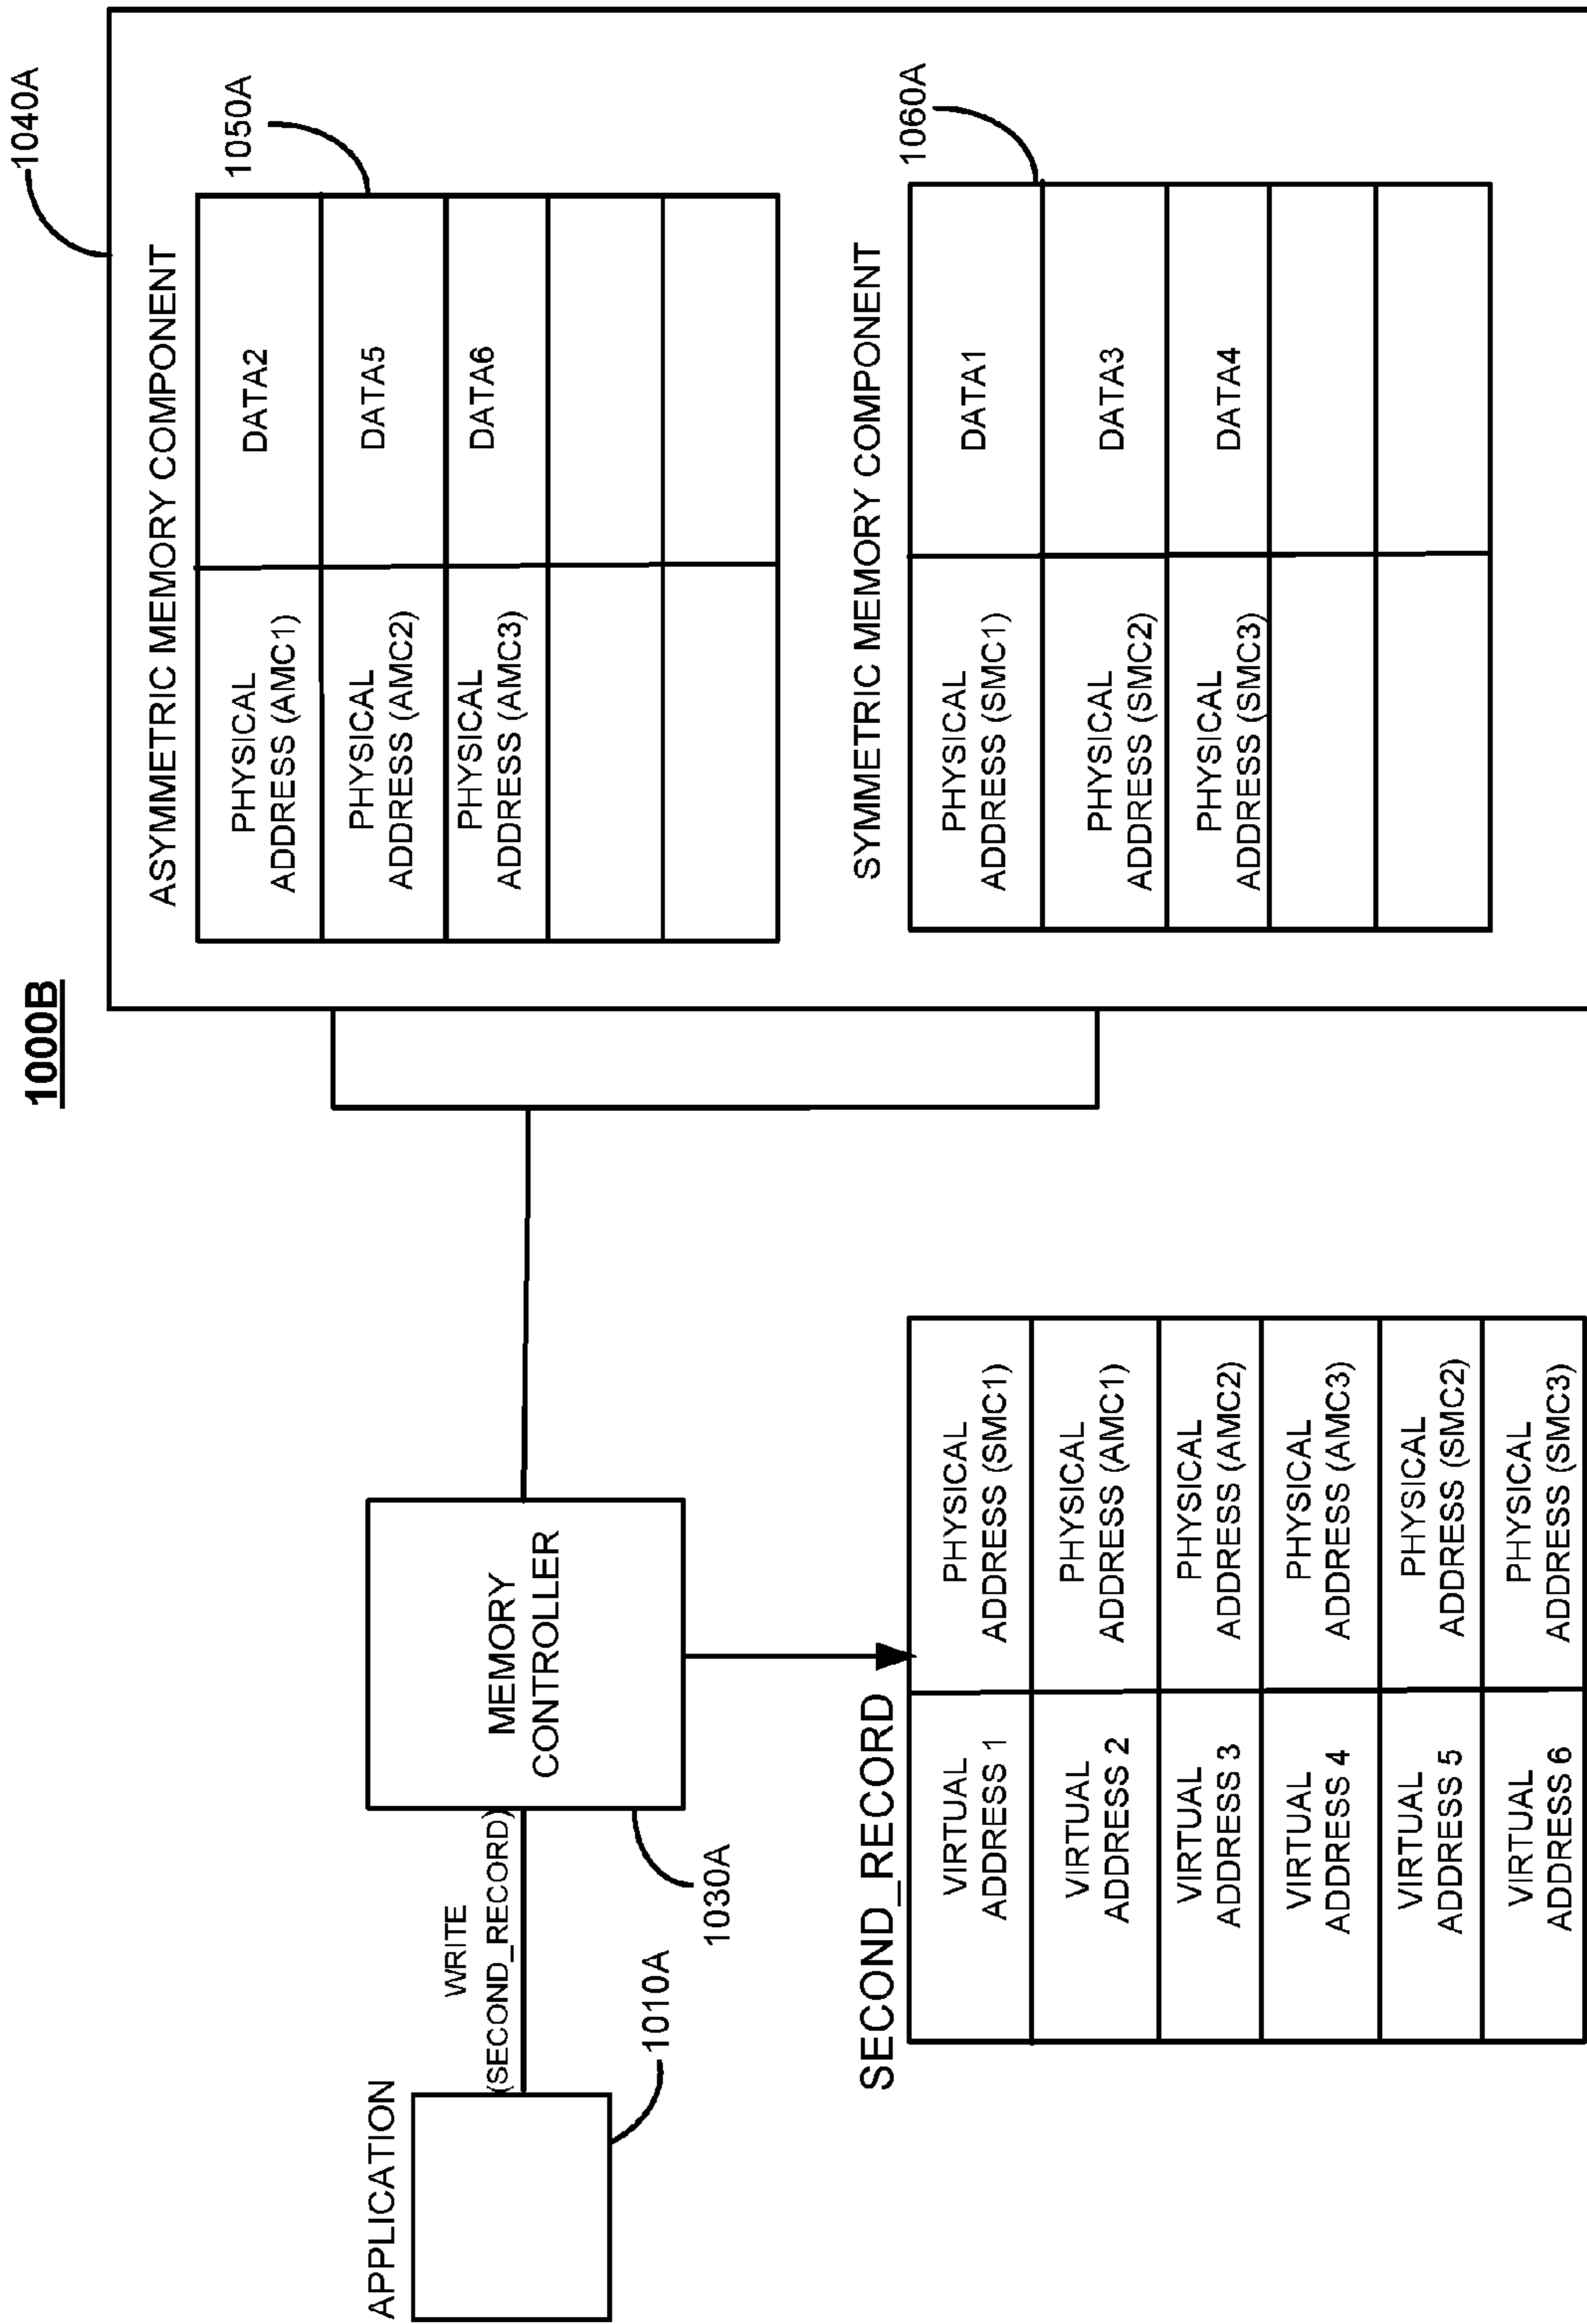 1000B
1040A
ASYMMETRIC MEMORY COMPONENT
PHYSICAL
ADDRESS (AMC1)
DATA2
PHYSICAL
ADDRESS (AMC2)
DATA5
PHYSICAL
ADDRESS (AMC3)
DATA6
1050A
SYMMETRIC MEMORY COMPONENT
PHYSICAL
ADDRESS (SMC1)
DATA1
PHYSICAL
ADDRESS (SMC2)
DATA3
PHYSICAL
ADDRESS (SMC3)
DATA4
1060A
APPLICATION
1010A
WRITE
(SECOND_RECORD)
MEMORY
CONTROLLER
1030A
SECOND_RECORD
VIRTUAL
ADDRESS 1
PHYSICAL
ADDRESS (SMC1)
VIRTUAL
ADDRESS 2
PHYSICAL
ADDRESS (AMC1)
VIRTUAL
ADDRESS 3
PHYSICAL
ADDRESS (AMC2)
VIRTUAL
ADDRESS 4
PHYSICAL
ADDRESS (AMC3)
VIRTUAL
ADDRESS 5
PHYSICAL
ADDRESS (SMC2)
VIRTUAL
ADDRESS 6
PHYSICAL
ADDRESS (SMC3)